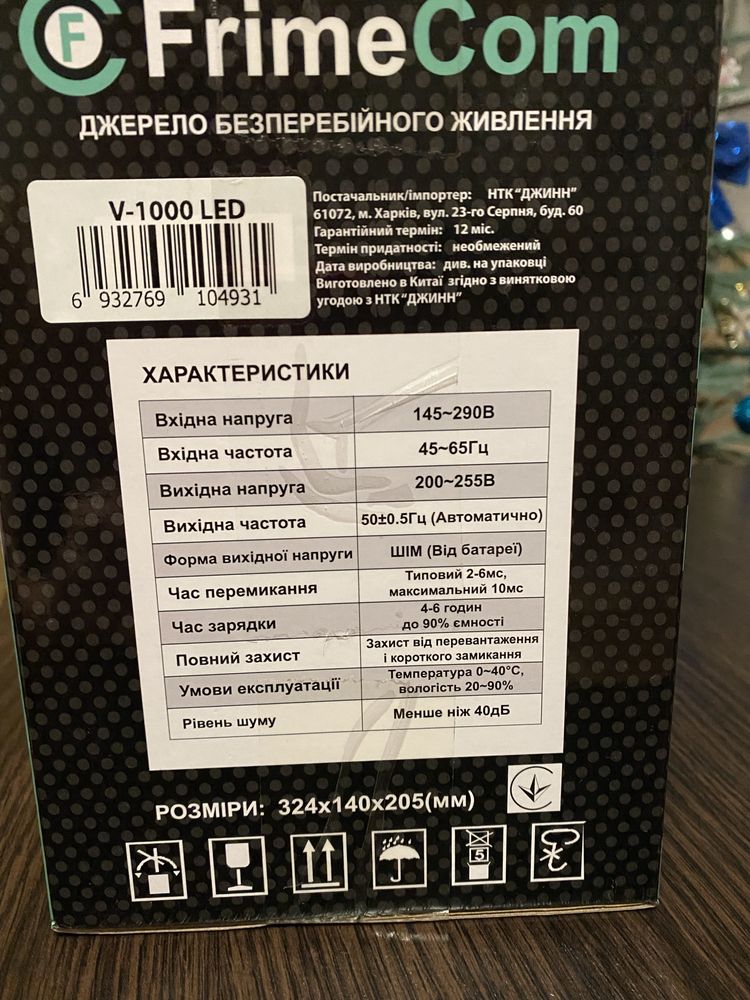 F FrimeCom
ДЖЕРЕЛО БЕЗПЕРЕБІЙНОГО ЖИВЛЕННЯ
V-1000 LED
6 932769 104931
Постачальник/імпортер: НТК “ДЖИНН”
61072, м. Харків, вул. 23-го Серпня, буд. 60
Гарантійний термін: 12 міс.
Термін придатності: необмежений
Дата виробництва: див. на упаковці
Виготовлено в Китаї згідно з винятковою
угодою з НТК “ДЖИНН”
ХАРАКТЕРИСТИКИ
Вхідна напруга 145~290В
Вхідна частота 45~65Гц
Вихідна напруга 200~255В
Вихідна частота 50±0.5Гц (Автоматично)
Форма вихідної напруги ШІМ (Від батареї)
Час перемикання Типовий 2-6мс,
максимальний 10мс
Час зарядки 4-6 годин
до 90% ємності
Повний захист Захист від перевантаження
і короткого замикання
Умови експлуатації Температура 0~40°С,
вологість 20~90%
Рівень шуму Менше ніж 40дБ
РОЗМІРИ: 324х140х205(мм)
5